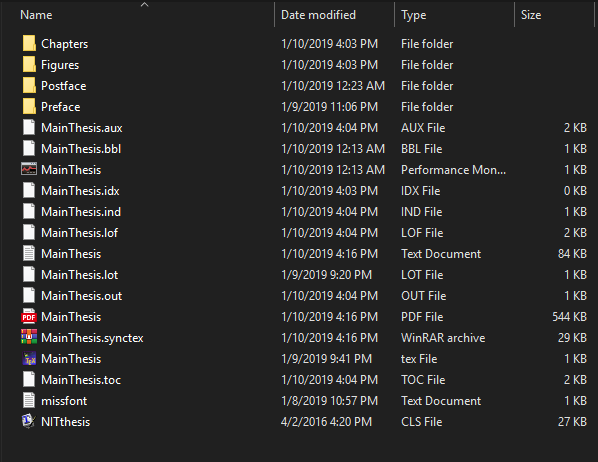 Name Date modified Type Size
Chapters 1/10/2019 4:03 PM File folder
Figures 1/10/2019 4:03 PM File folder
Postface 1/10/2019 12:23 AM File folder
Preface 1/9/2019 11:06 PM File folder
MainThesis.aux 1/10/2019 4:04 PM AUX File 2 KB
MainThesis.bbl 1/10/2019 12:13 AM BBL File 1 KB
MainThesis 1/10/2019 12:13 AM Performance Mon... 1 KB
MainThesis.idx 1/10/2019 4:03 PM IDX File 0 KB
MainThesis.ind 1/10/2019 4:04 PM IND File 1 KB
MainThesis.lof 1/10/2019 4:04 PM LOF File 2 KB
MainThesis 1/10/2019 4:16 PM Text Document 84 KB
MainThesis.lot 1/9/2019 9:20 PM LOT File 1 KB
MainThesis.out 1/10/2019 4:04 PM OUT File 1 KB
MainThesis 1/10/2019 4:16 PM PDF File 544 KB
MainThesis.synctex 1/10/2019 4:16 PM WinRAR archive 29 KB
MainThesis 1/9/2019 9:41 PM tex File 1 KB
MainThesis.toc 1/10/2019 4:04 PM TOC File 2 KB
missfont 1/8/2019 10:57 PM Text Document 1 KB
NITthesis 4/2/2016 4:20 PM CLS File 27 KB